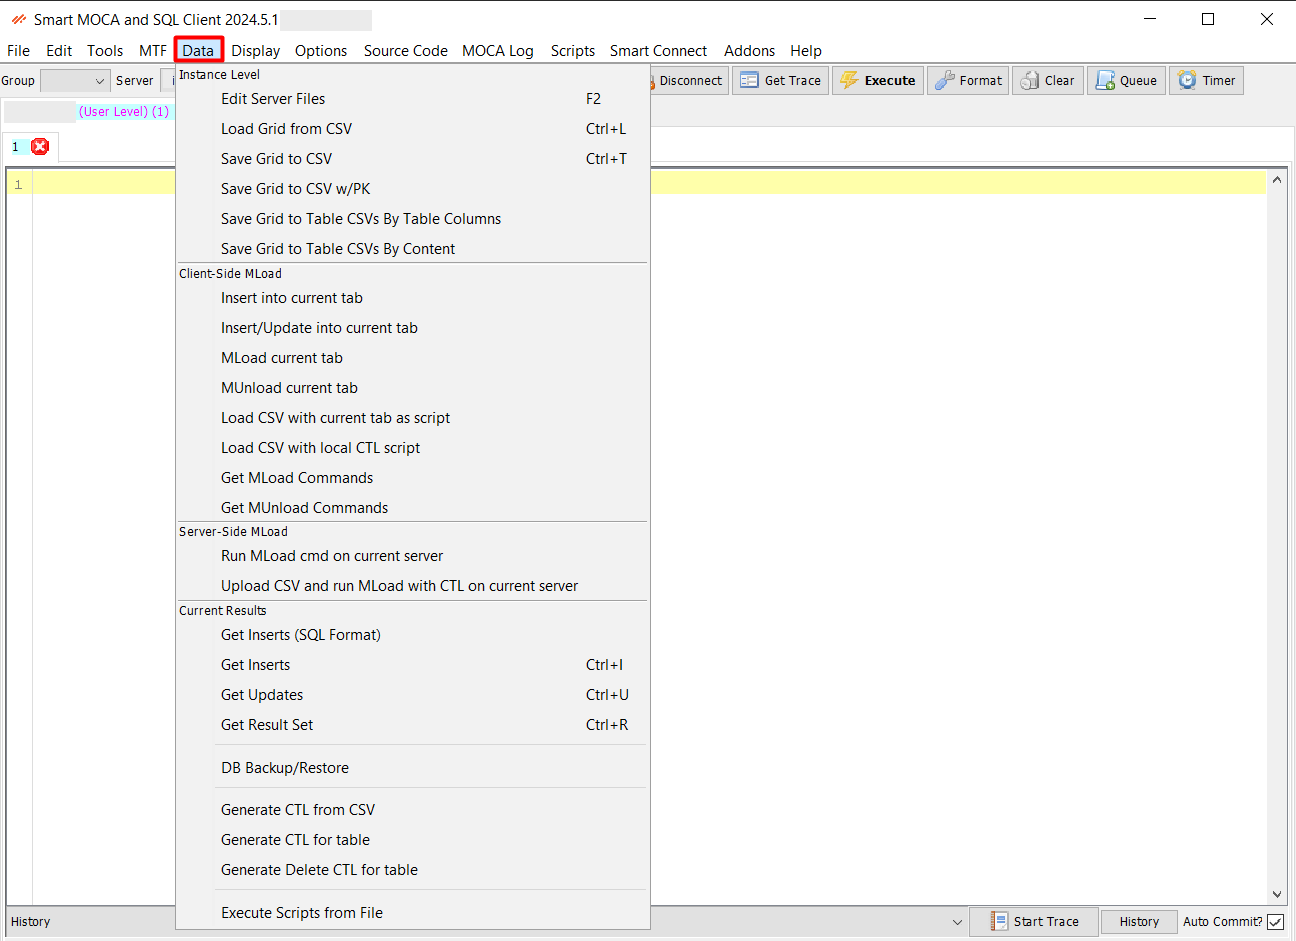 Smart MOCA and SQL Client 2024.5.1
File Edit Tools MTF Data Display Options Source Code MOCA Log Scripts Smart Connect Addons Help
Group Server Disconnect Get Trace Execute Format Clear Queue Timer
(User Level) (1)
1
1
Instance Level
Edit Server Files F2
Load Grid from CSV Ctrl+L
Save Grid to CSV Ctrl+T
Save Grid to CSV w/PK
Save Grid to Table CSVs By Table Columns
Save Grid to Table CSVs By Content
Client-Side MLoad
Insert into current tab
Insert/Update into current tab
MLoad current tab
MUnload current tab
Load CSV with current tab as script
Load CSV with local CTL script
Get MLoad Commands
Get MUnload Commands
Server-Side MLoad
Run MLoad cmd on current server
Upload CSV and run MLoad with CTL on current server
Current Results
Get Inserts (SQL Format)
Get Inserts Ctrl+I
Get Updates Ctrl+U
Get Result Set Ctrl+R
DB Backup/Restore
Generate CTL from CSV
Generate CTL for table
Generate Delete CTL for table
Execute Scripts from File
History Start Trace History Auto Commit?